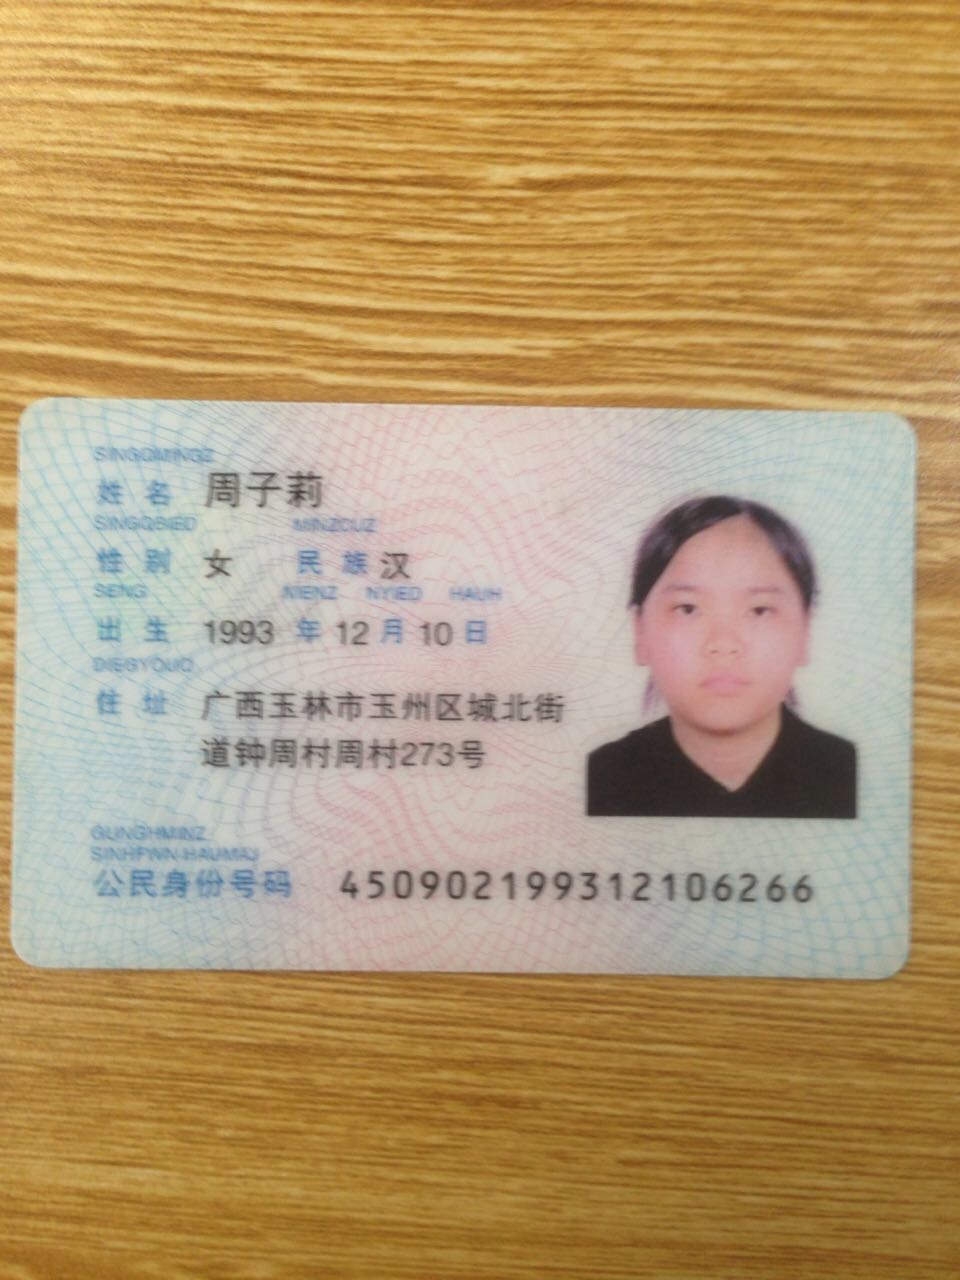 SINGQMINGZ
姓 名 周子莉
SINGQBIED MINZCUZ
性 别 女 民 族 汉
SENG NIENZ NYIED HAUH
出 生 1993 年 12 月 10 日
DIEGYOUQ
住 址 广西玉林市玉州区城北街
道钟周村周村273号
GUNGHMINZ
SINHFWN HAUMAJ
公民身份号码 450902199312106266